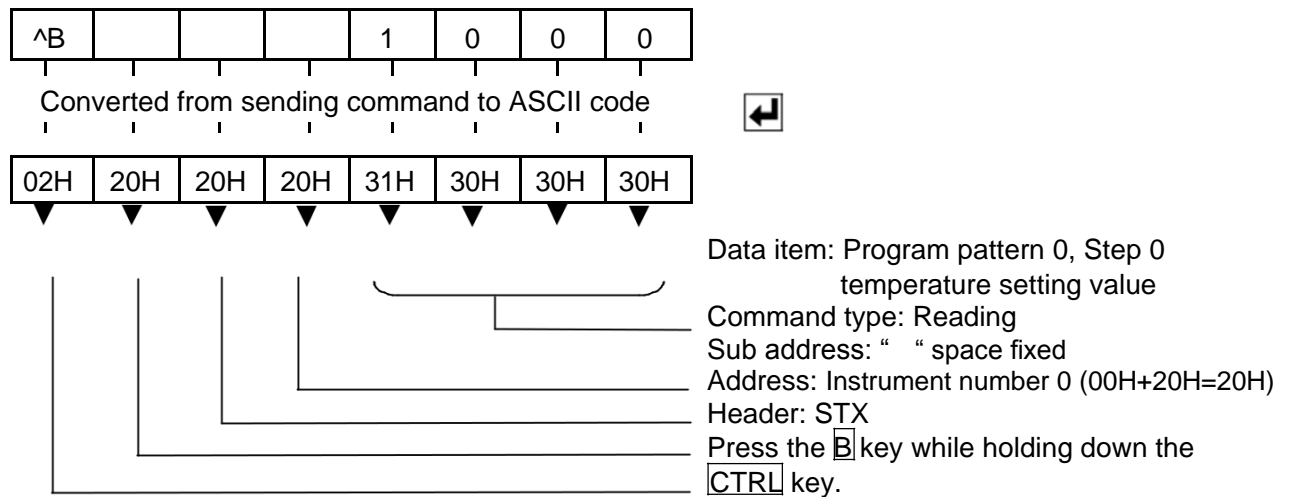 ^B 1 0 0 0
Converted from sending command to ASCII code
02H 20H 20H 20H 31H 30H 30H 30H
Data item: Program pattern 0, Step 0
temperature setting value
Command type: Reading
Sub address: “ “ space fixed
Address: Instrument number 0 (00H+20H=20H)
Header: STX
Press the B key while holding down the
CTRL key.